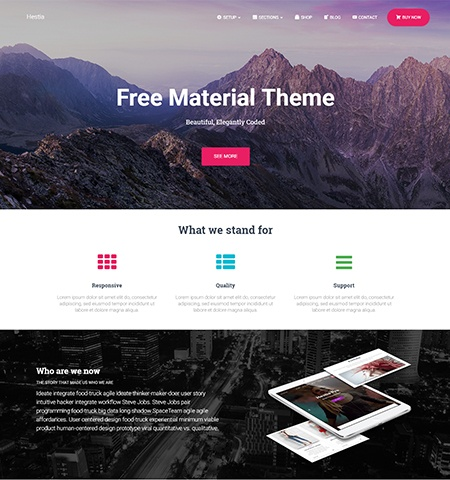 Hestia
SETUP SECTIONS SHOP BLOG CONTACT BUY NOW
Free Material Theme
Beautiful, Elegantly Coded
SEE MORE
What we stand for
Responsive Quality Support
Lorem ipsum dolor sit amet elit, consectetur Lorem ipsum dolor sit amet elit, consectetur Lorem ipsum dolor sit amet elit, consectetur
adipiscing, sed eiusmod tempor incididunt ut adipiscing, sed eiusmod tempor incididunt ut adipiscing, sed eiusmod tempor incididunt ut
labore et dolore magna aliqua. labore et dolore magna aliqua. labore et dolore magna aliqua.
Who are we now
THE STORY THAT MADE US WHO WE ARE
Ideate integrate food-truck agile Ideate thinker-maker-doer user story
intuitive hacker integrate workflow Steve Jobs. Steve Jobs pair
programming food-truck big data long shadow SpaceTeam agile agile
affordances. User centered design food-truck experiential minimum viable
product human-centered design prototype viral quantitative vs. qualitative.